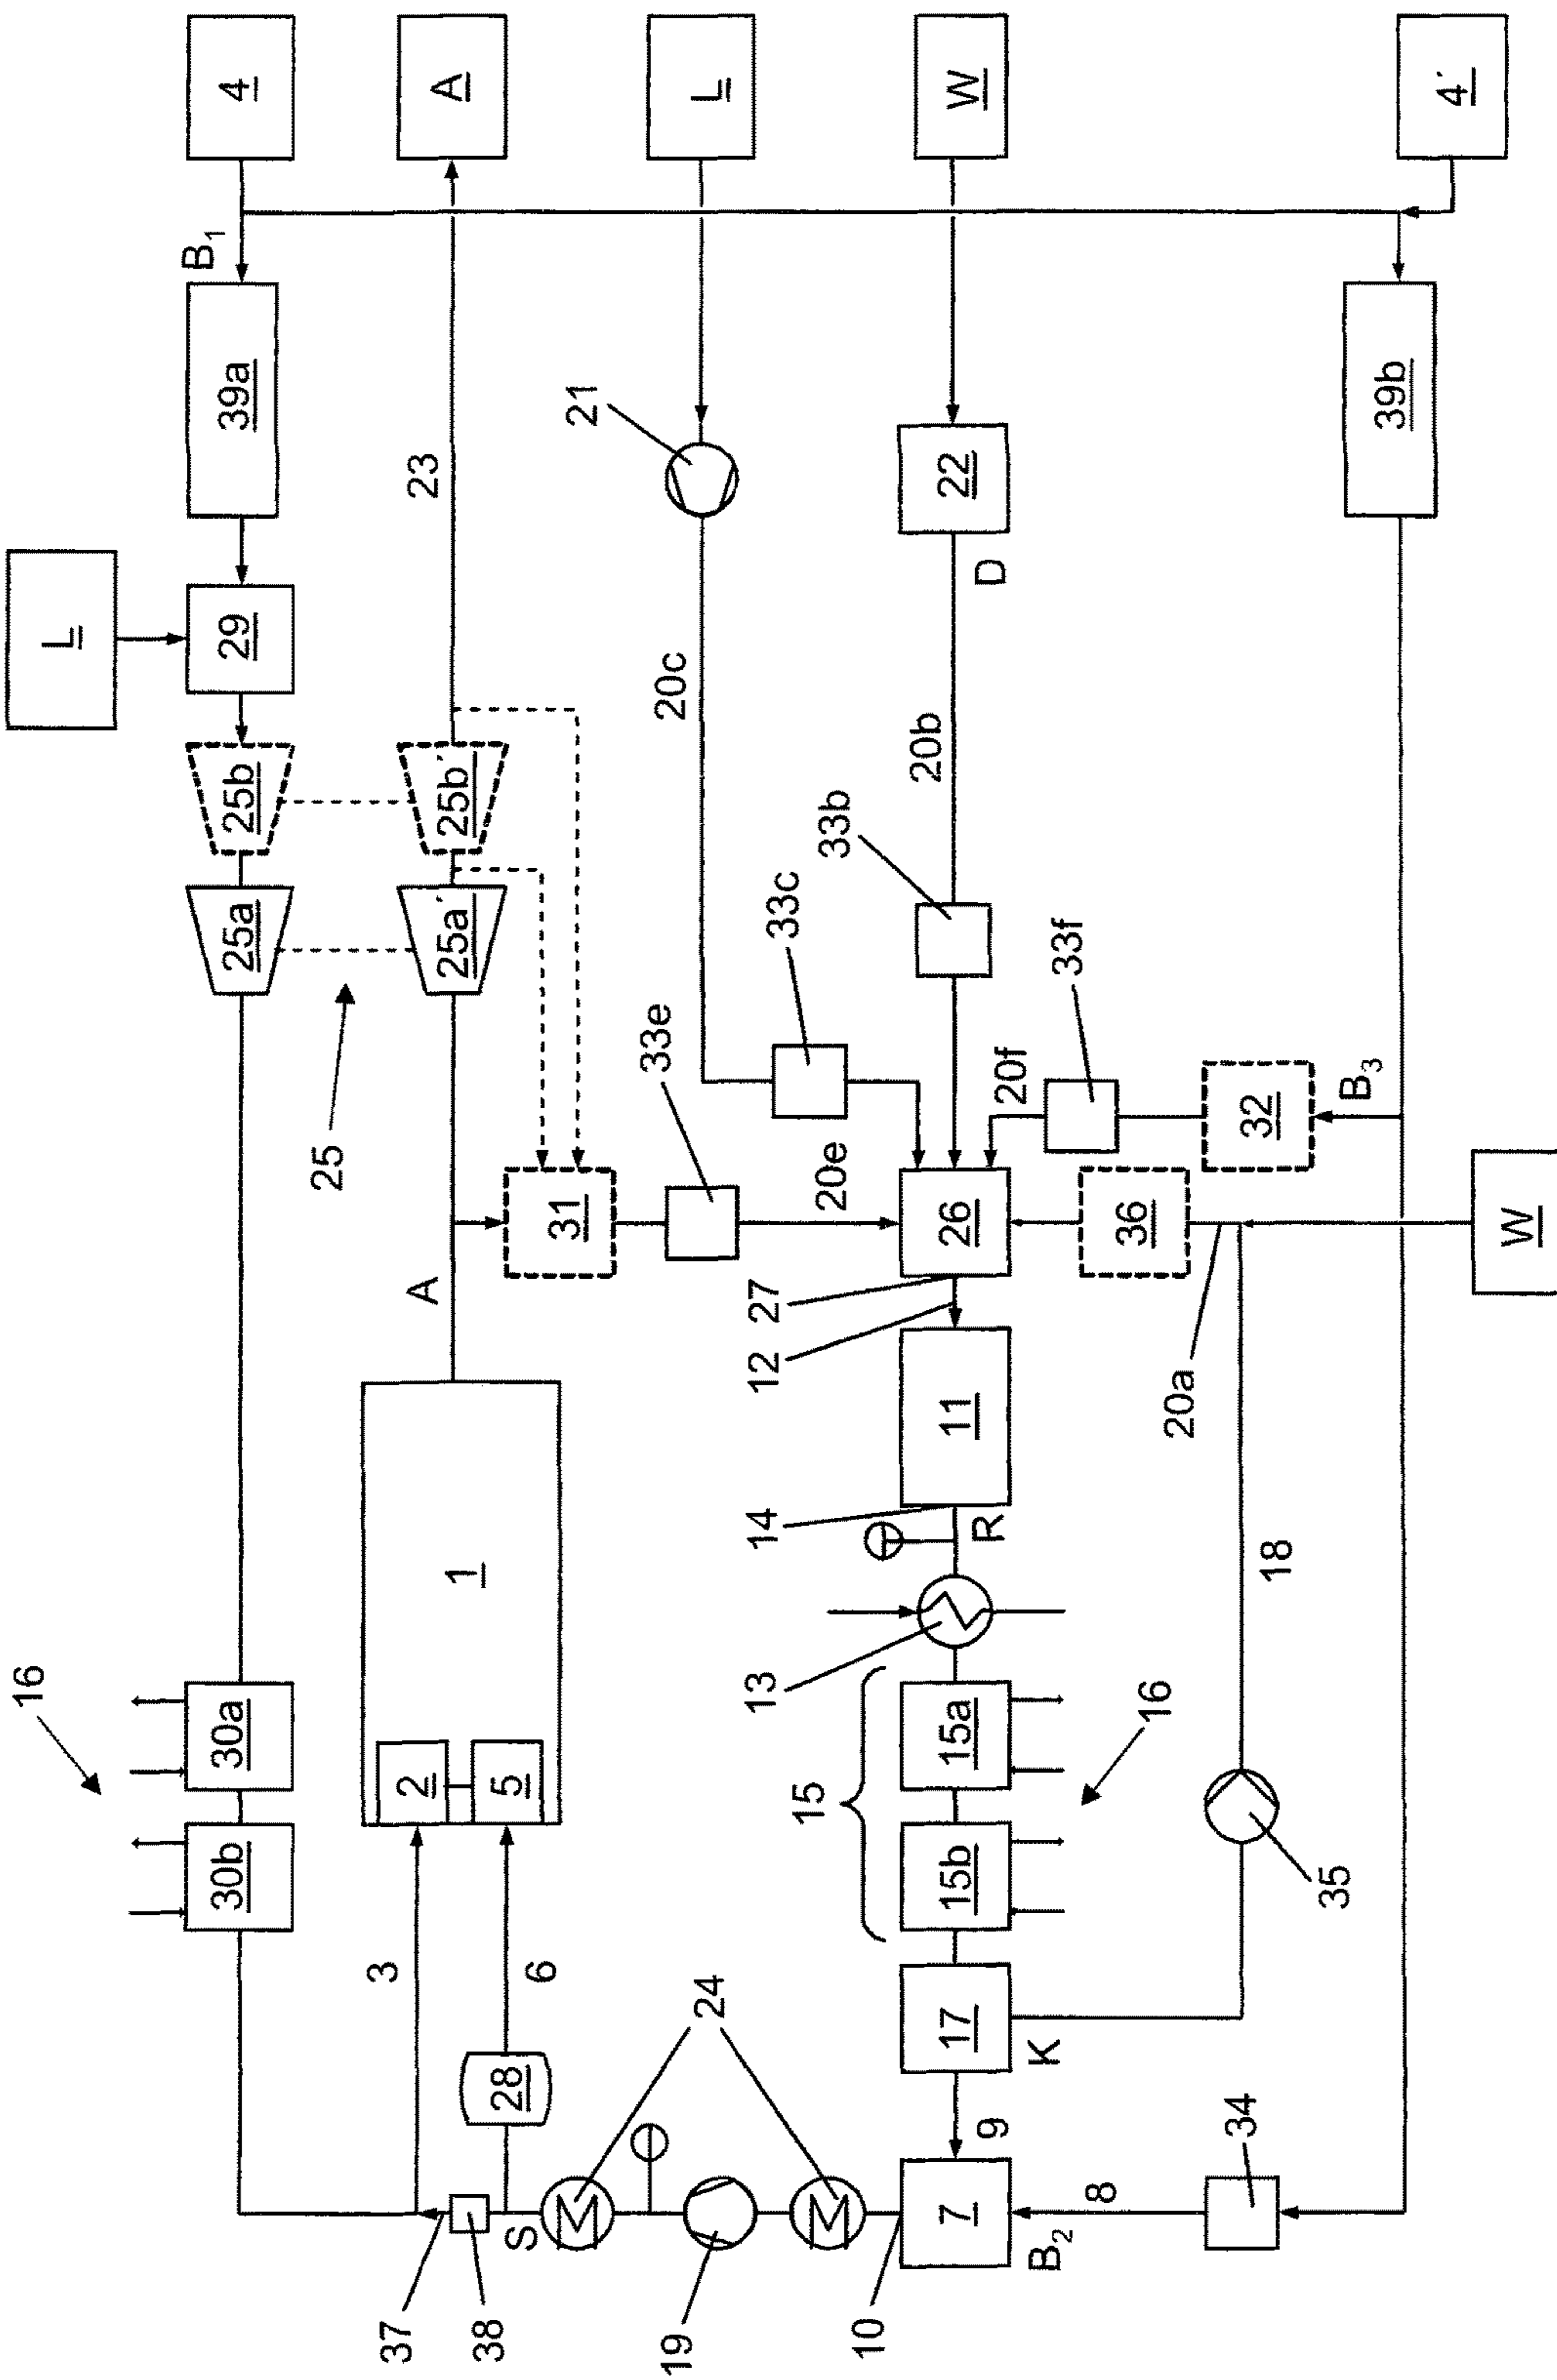 16
L
B₁
30b 30a 25a 25b 29 39a 4
25
37 3
2 A 23
1 25a´ 25b´ A
38 28 5
S 6
31
21
33e 20c
19 24 L
13 14 12 27
33c
15 20e 33b
10
20b
7 17 15b 15a 11 26 22 W
9 R D
20f
B₂ K
33f
8
36
16
20a
34 32
18
35
B₃
39b
4´
W